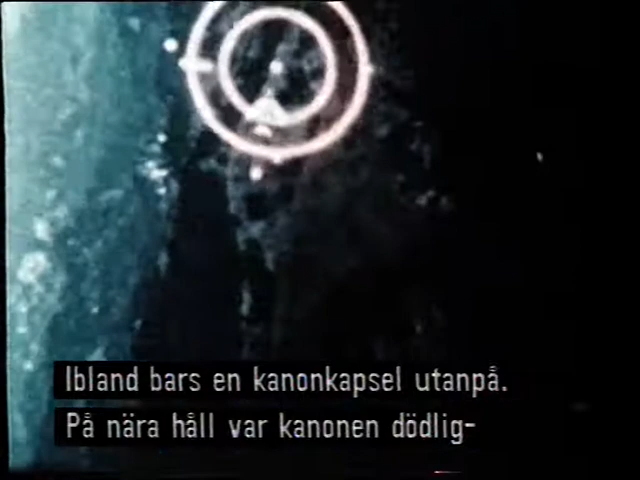 Ibland bars en kanonkapsel utanpå.
På nära håll var kanonen dödlig-